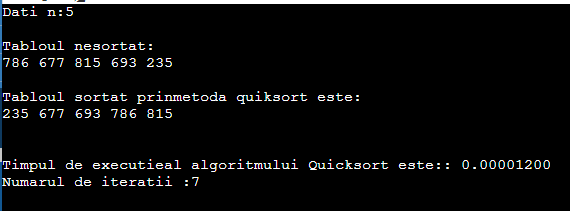 Dati n:5
Tabloul nesortat:
786 677 815 693 235
Tabloul sortat prinmetoda quiksort este:
235 677 693 786 815
Timpul de executieal algoritmului Quicksort este:: 0.00001200
Numarul de iteratii :7